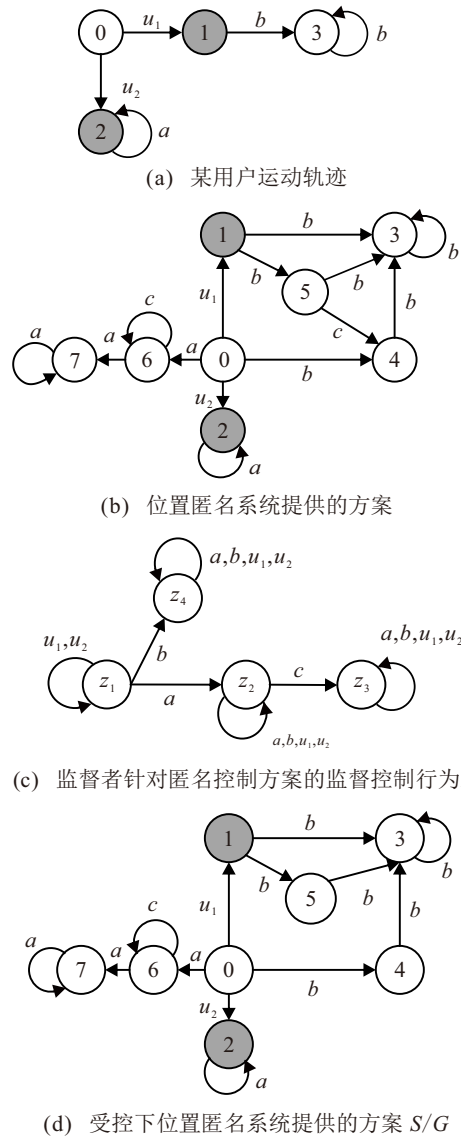 0
u₁
1
b
3
b
u₂
2
a
(a) 某用户运动轨迹
1
b
3
b
b
5
b
u₁
c
b
c
a
7
a
6
a
0
b
4
u₂
2
a
(b) 位置匿名系统提供的方案
z₄
a,b,u₁,u₂
u₁,u₂
b
a,b,u₁,u₂
z₁
a
z₂
c
z₃
a,b,u₁,u₂
(c) 监督者针对匿名控制方案的监督控制行为
1
b
3
b
b
5
b
u₁
b
c
a
7
a
6
a
0
b
4
u₂
2
a
(d) 受控下位置匿名系统提供的方案 S/G